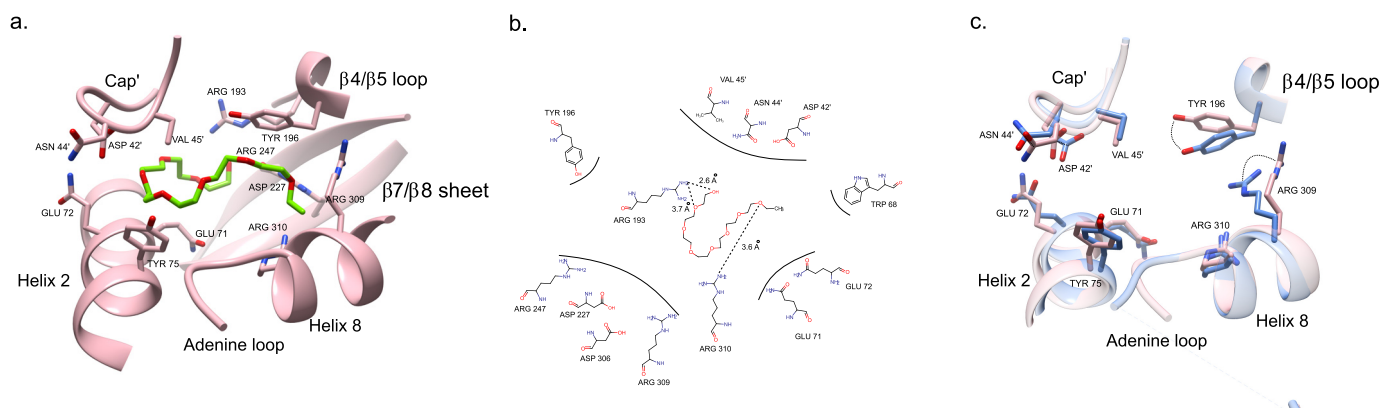 a.
Cap'
β4/β5 loop
ARG 193
VAL 45'
TYR 196
ASN 44'
ASP 42'
ARG 247
ASP 227
β7/β8 sheet
GLU 72
ARG 309
GLU 71
ARG 310
TYR 75
Helix 2
Helix 8
Adenine loop
b.
VAL 45'
ASN 44'
ASP 42'
TYR 196
TRP 68
2.6 Å
3.7 Å
ARG 193
3.6 Å
GLU 72
GLU 71
ARG 247
ASP 227
ASP 306
ARG 310
ARG 309
c.
β4/β5 loop
TYR 196
ASN 44'
ASP 42'
VAL 45'
ARG 309
GLU 72
GLU 71
ARG 310
Helix 2
TYR 75
Helix 8
Adenine loop